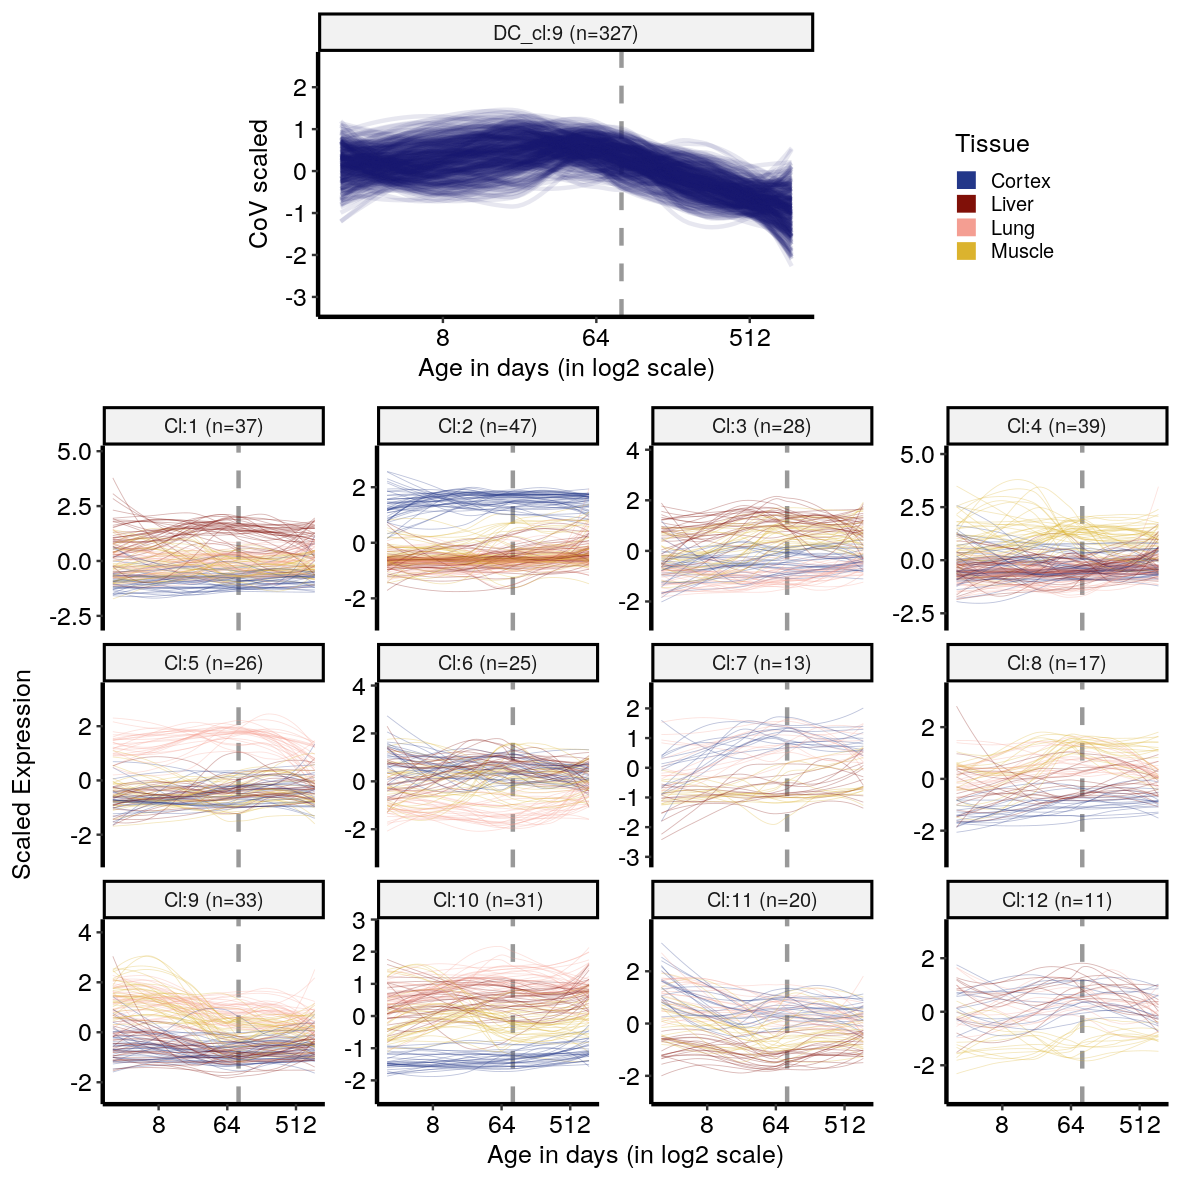 DC_cl:9 (n=327)
2
1
0
-1
-2
-3
CoV scaled
8 64 512
Age in days (in log2 scale)
Tissue
Cortex
Liver
Lung
Muscle
Scaled Expression
Cl:1 (n=37)
5.0
2.5
0.0
-2.5
Cl:2 (n=47)
2
0
-2
Cl:3 (n=28)
4
2
0
-2
Cl:4 (n=39)
5.0
2.5
0.0
-2.5
Cl:5 (n=26)
2
0
-2
Cl:6 (n=25)
4
2
0
-2
Cl:7 (n=13)
2
1
0
-1
-2
-3
Cl:8 (n=17)
2
0
-2
Cl:9 (n=33)
4
2
0
-2
8 64 512
Cl:10 (n=31)
3
2
1
0
-1
-2
8 64 512
Cl:11 (n=20)
2
0
-2
8 64 512
Cl:12 (n=11)
2
0
-2
8 64 512
Age in days (in log2 scale)